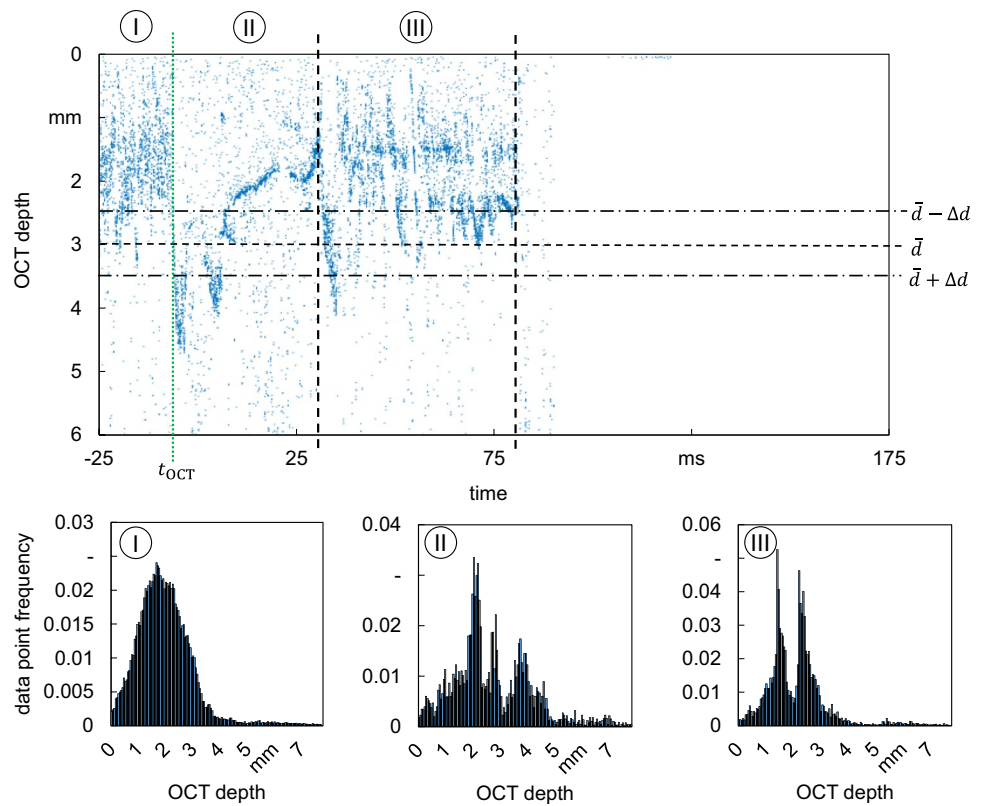 I II III
0
mm
2
3
4
5
6
OCT depth
d̄ − Δd
d̄
d̄ + Δd
-25 25 75 ms 175
t_OCT
time
I
0.03
-
0.02
0.015
0.01
0.005
0
data point frequency
0 1 2 3 4 5 mm 7
OCT depth
II
0.04
-
0.02
0.01
0
0 1 2 3 4 5 mm 7
OCT depth
III
0.06
-
0.04
0.03
0.02
0.01
0
0 1 2 3 4 5 mm 7
OCT depth